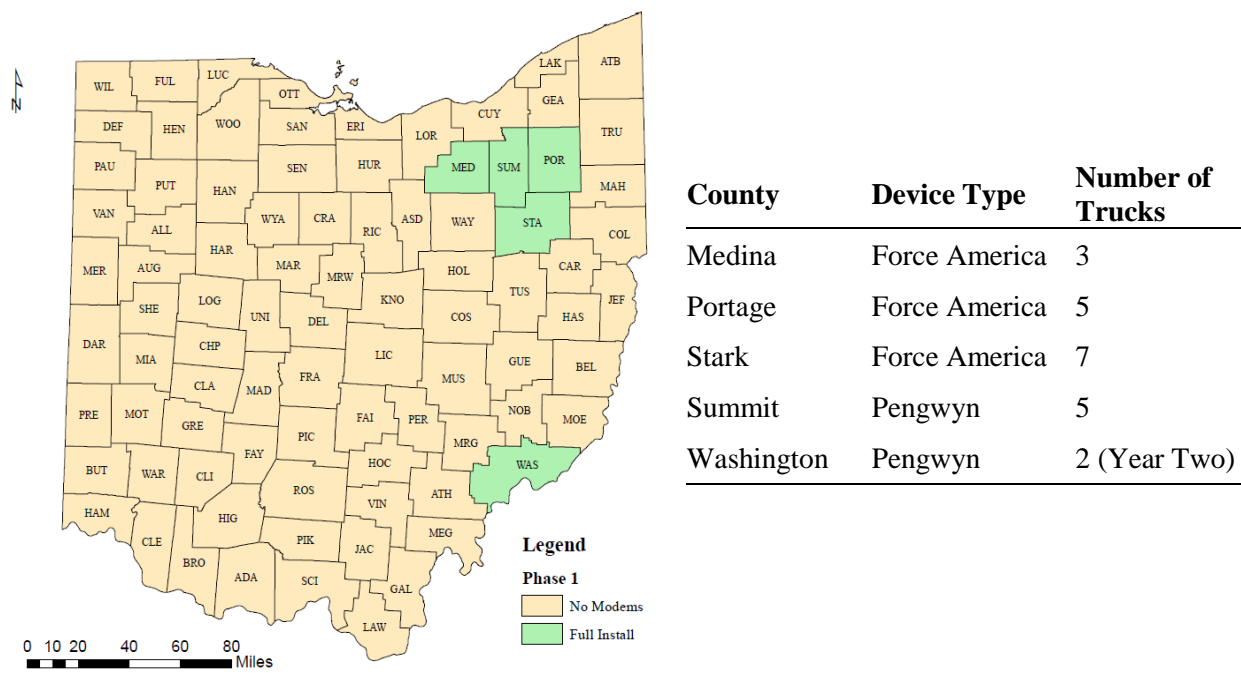 LAK
ATB
WIL
FUL
LUC
OTT
GEA
CUY
DEF
HEN
WOO
SAN
ERI
LOR
TRU
PAU
PUT
HAN
SEN
HUR
MED
SUM
POR
MAH
VAN
ALL
WYA
CRA
RIC
ASD
WAY
STA
COL
MER
AUG
HAR
MAR
MRW
HOL
TUS
CAR
JEF
SHE
LOG
UNI
DEL
KNO
COS
HAS
DAR
MIA
CHP
LIC
GUE
BEL
CLA
MAD
FRA
MUS
PRE
MOT
GRE
FAI
PER
NOB
MOE
FAY
PIC
MRG
BUT
WAR
CLI
HOC
WAS
ROS
ATH
VIN
HAM
HIG
MEG
CLE
PIK
JAC
BRO
ADA
SCI
GAL
LAW
N
Legend
Phase 1
No Modems
Full Install
0 10 20 40 60 80
Miles
County Device Type Number of
Trucks
Medina Force America 3
Portage Force America 5
Stark Force America 7
Summit Pengwyn 5
Washington Pengwyn 2 (Year Two)